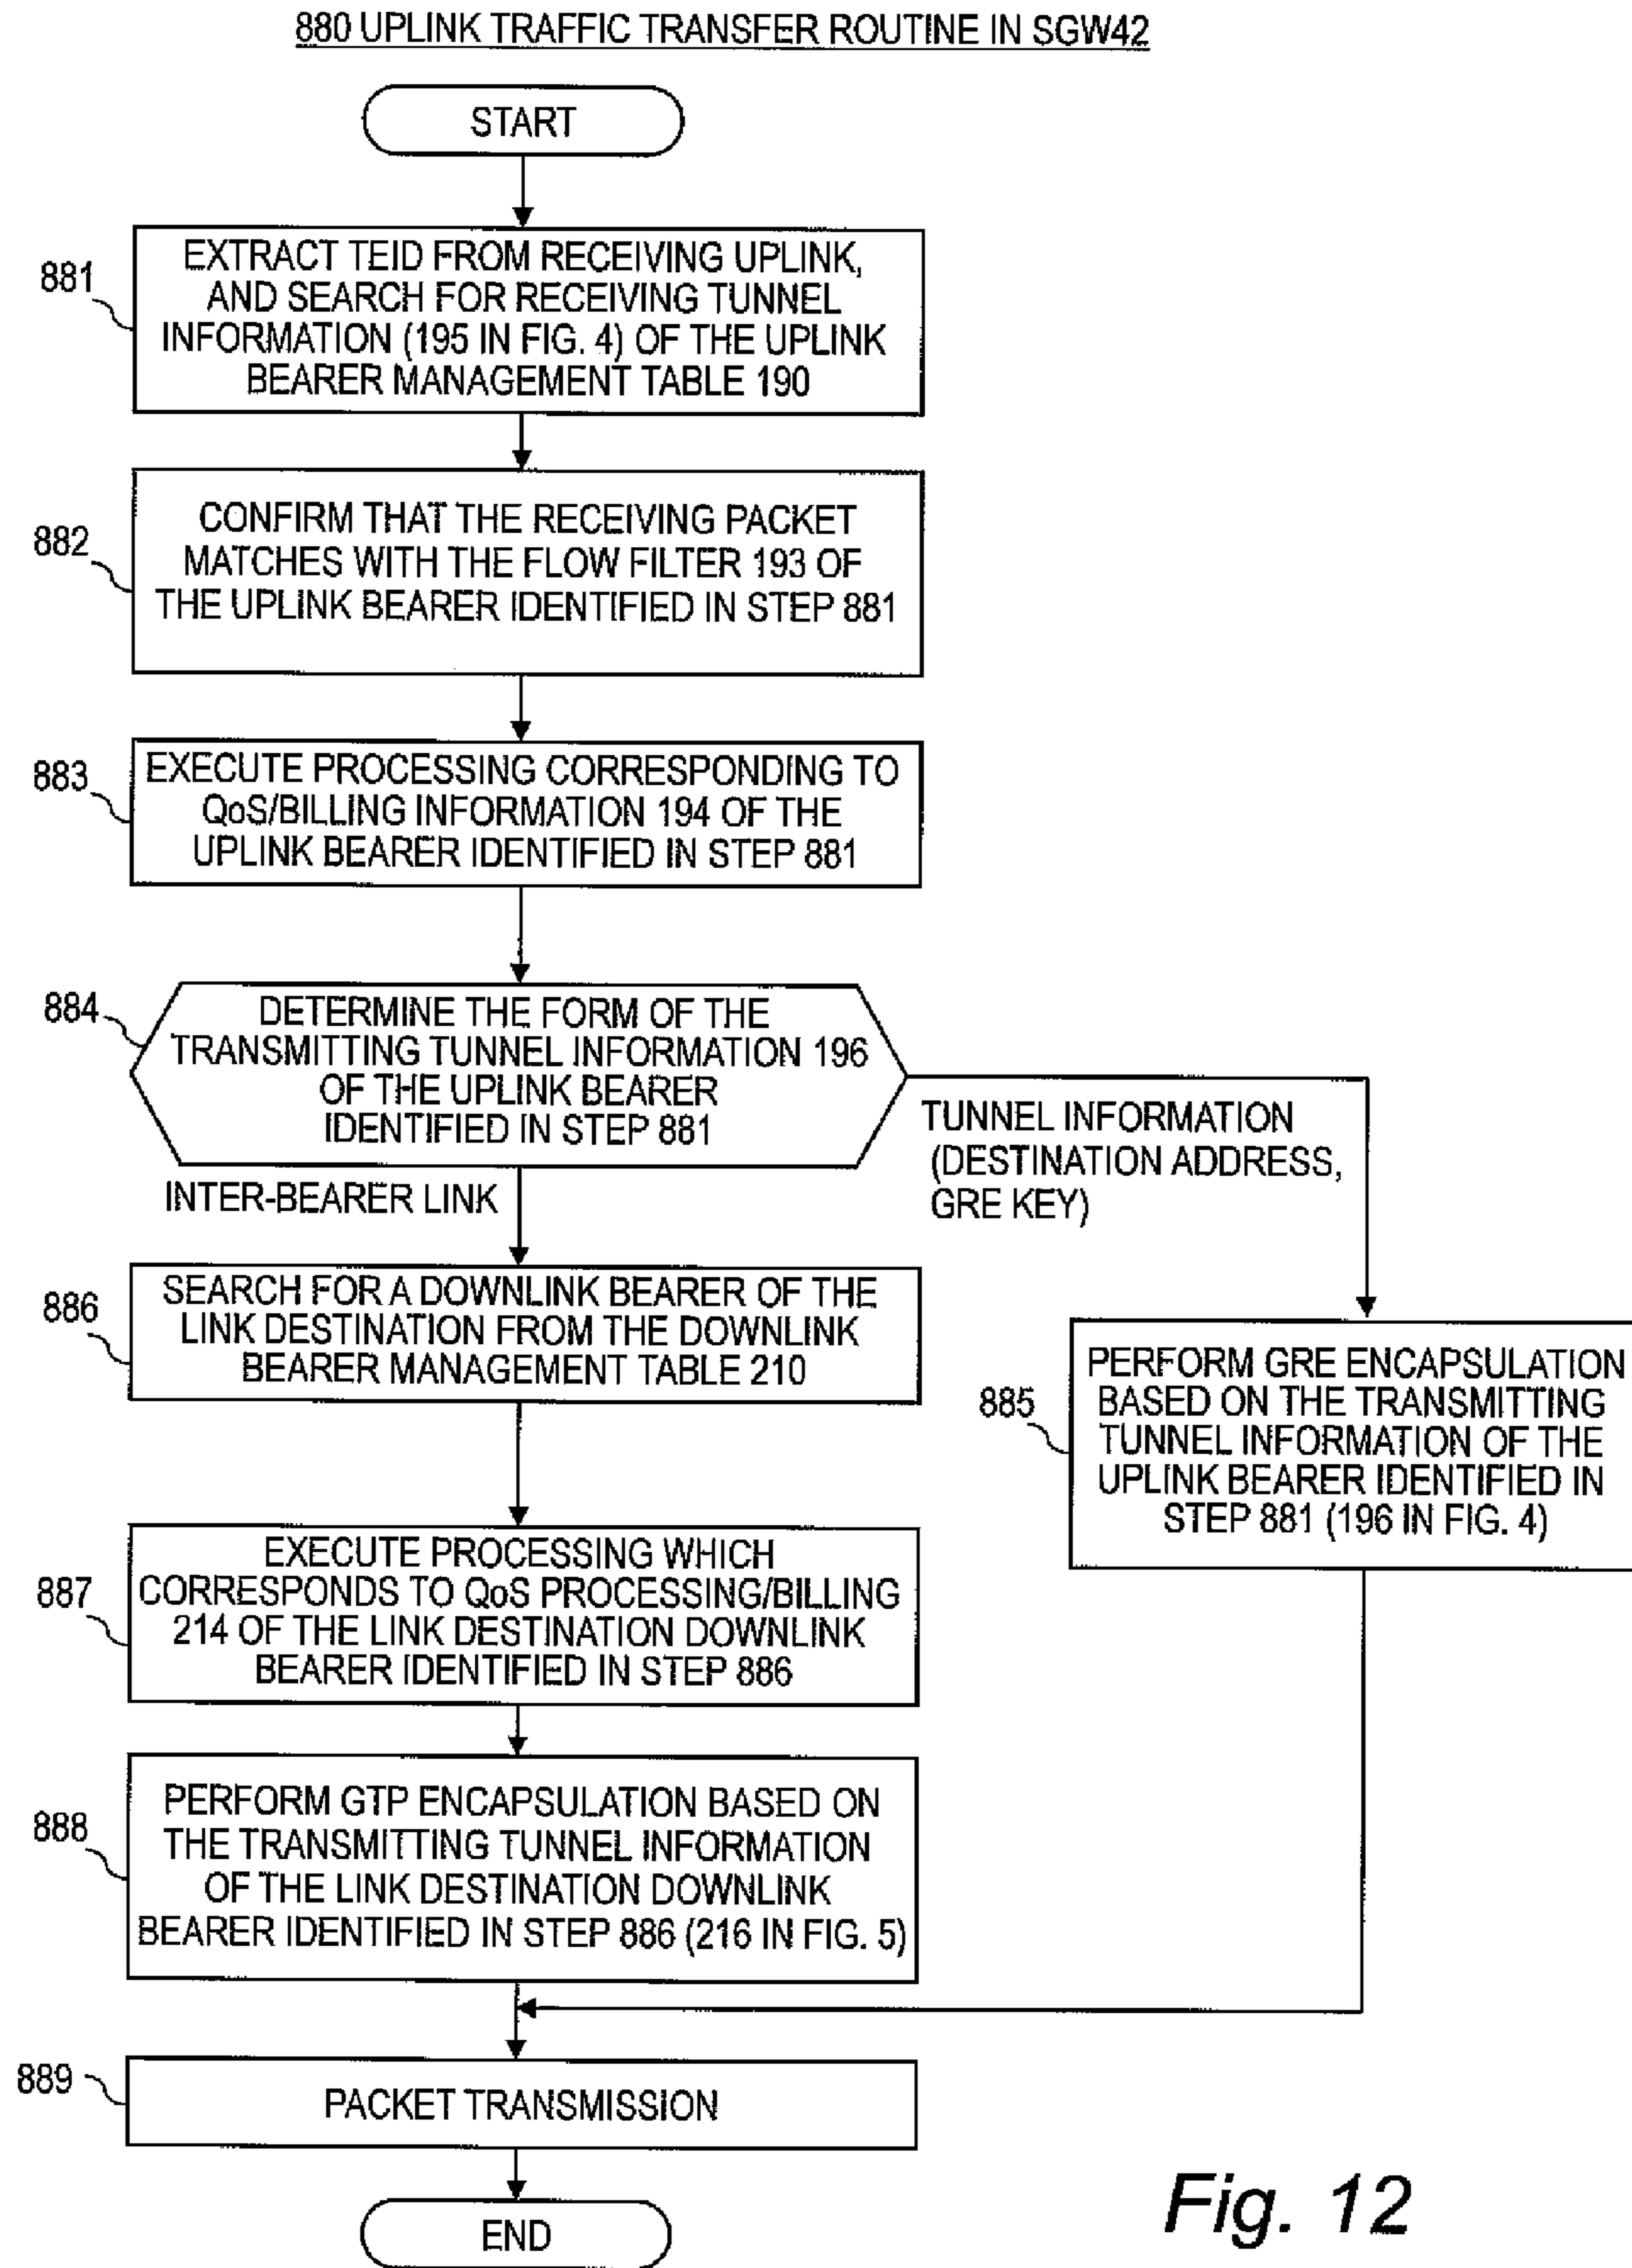 880 UPLINK TRAFFIC TRANSFER ROUTINE IN SGW42
START
881
EXTRACT TEID FROM RECEIVING UPLINK,
AND SEARCH FOR RECEIVING TUNNEL
INFORMATION (195 IN FIG. 4) OF THE UPLINK
BEARER MANAGEMENT TABLE 190
882
CONFIRM THAT THE RECEIVING PACKET
MATCHES WITH THE FLOW FILTER 193 OF
THE UPLINK BEARER IDENTIFIED IN STEP 881
883
EXECUTE PROCESSING CORRESPONDING TO
QoS/BILLING INFORMATION 194 OF THE
UPLINK BEARER IDENTIFIED IN STEP 881
884
DETERMINE THE FORM OF THE
TRANSMITTING TUNNEL INFORMATION 196
OF THE UPLINK BEARER
IDENTIFIED IN STEP 881
TUNNEL INFORMATION
(DESTINATION ADDRESS,
GRE KEY)
INTER-BEARER LINK
886
SEARCH FOR A DOWNLINK BEARER OF THE
LINK DESTINATION FROM THE DOWNLINK
BEARER MANAGEMENT TABLE 210
885
PERFORM GRE ENCAPSULATION
BASED ON THE TRANSMITTING
TUNNEL INFORMATION OF THE
UPLINK BEARER IDENTIFIED IN
STEP 881 (196 IN FIG. 4)
887
EXECUTE PROCESSING WHICH
CORRESPONDS TO QoS PROCESSING/BILLING
214 OF THE LINK DESTINATION DOWNLINK
BEARER IDENTIFIED IN STEP 886
888
PERFORM GTP ENCAPSULATION BASED ON
THE TRANSMITTING TUNNEL INFORMATION
OF THE LINK DESTINATION DOWNLINK
BEARER IDENTIFIED IN STEP 886 (216 IN FIG. 5)
889
PACKET TRANSMISSION
END
Fig. 12